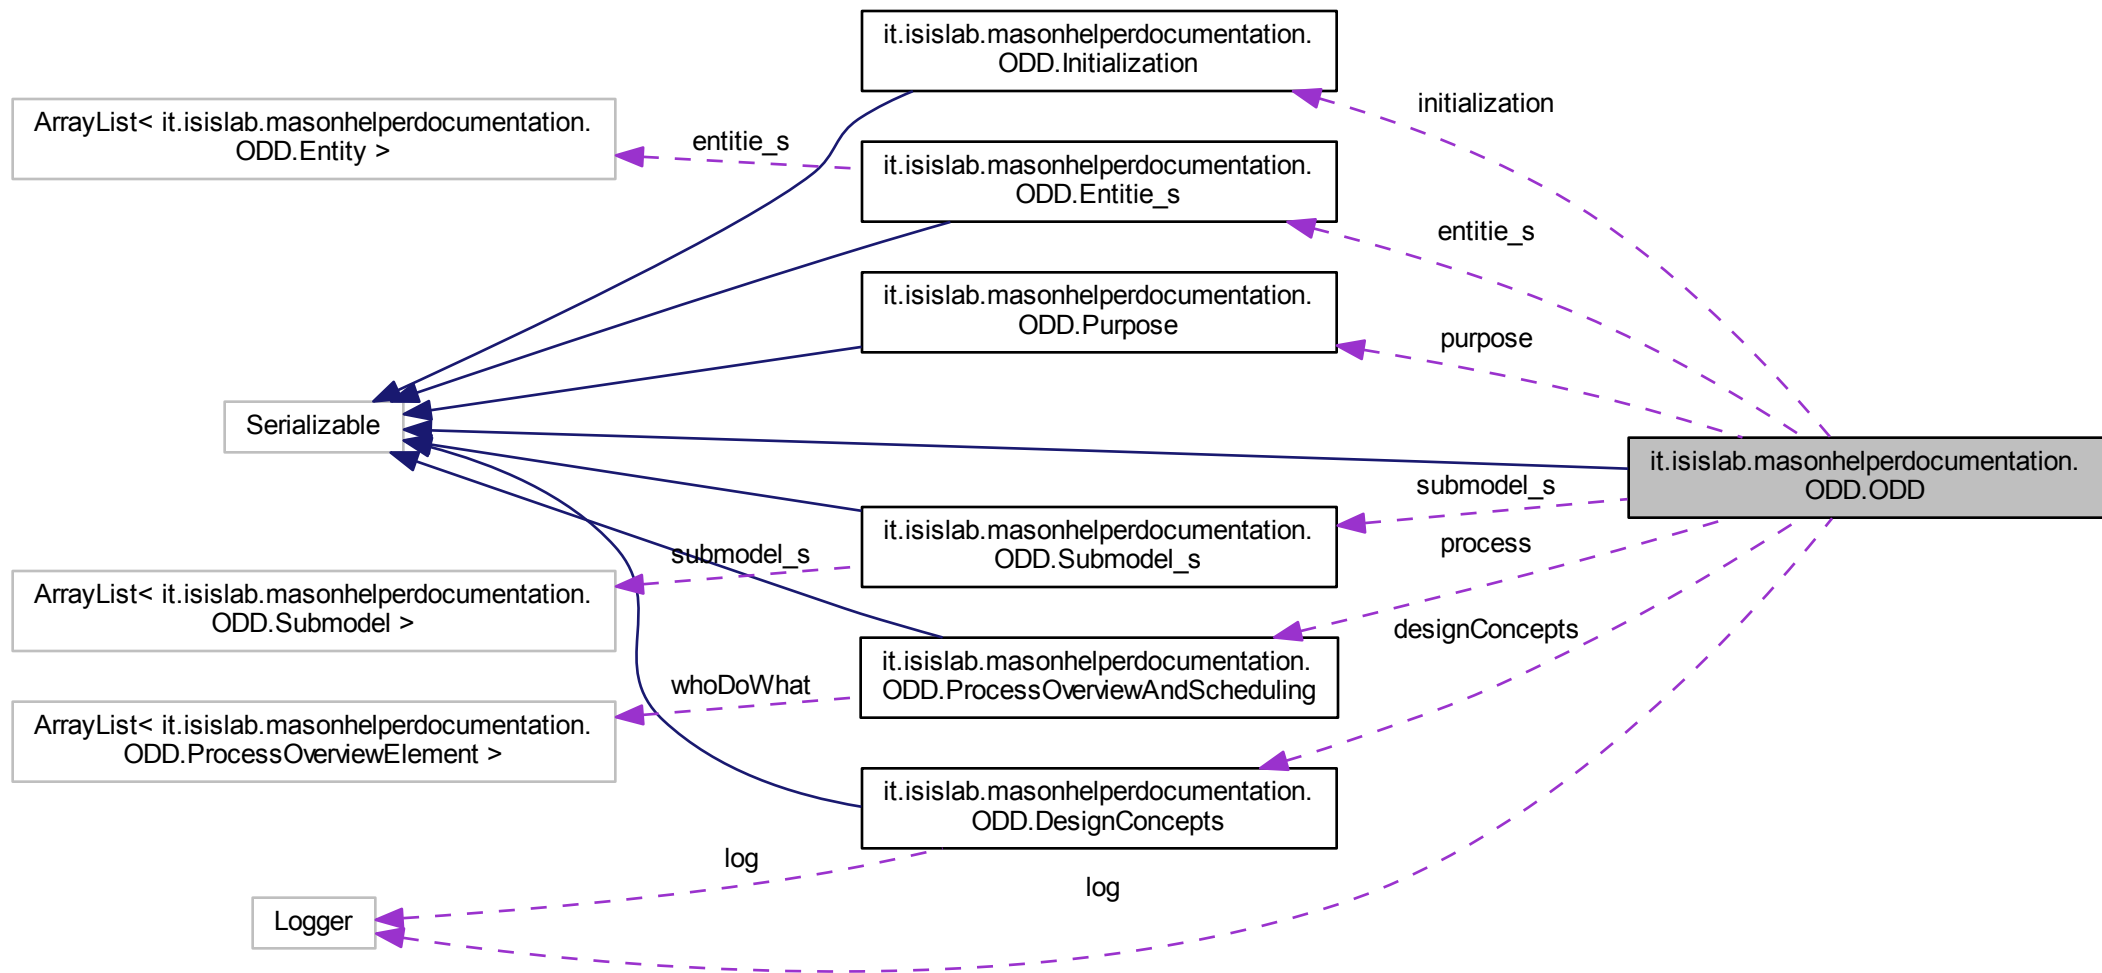 it.isislab.masonhelperdocumentation.
ODD.Initialization
initialization
ArrayList< it.isislab.masonhelperdocumentation.
ODD.Entity >
entitie_s
it.isislab.masonhelperdocumentation.
ODD.Entitie_s
entitie_s
it.isislab.masonhelperdocumentation.
ODD.Purpose
purpose
Serializable
it.isislab.masonhelperdocumentation.
ODD.ODD
submodel_s
it.isislab.masonhelperdocumentation.
ODD.Submodel_s
process
submodel_s
ArrayList< it.isislab.masonhelperdocumentation.
ODD.Submodel >
designConcepts
it.isislab.masonhelperdocumentation.
ODD.ProcessOverviewAndScheduling
whoDoWhat
ArrayList< it.isislab.masonhelperdocumentation.
ODD.ProcessOverviewElement >
it.isislab.masonhelperdocumentation.
ODD.DesignConcepts
log
log
Logger